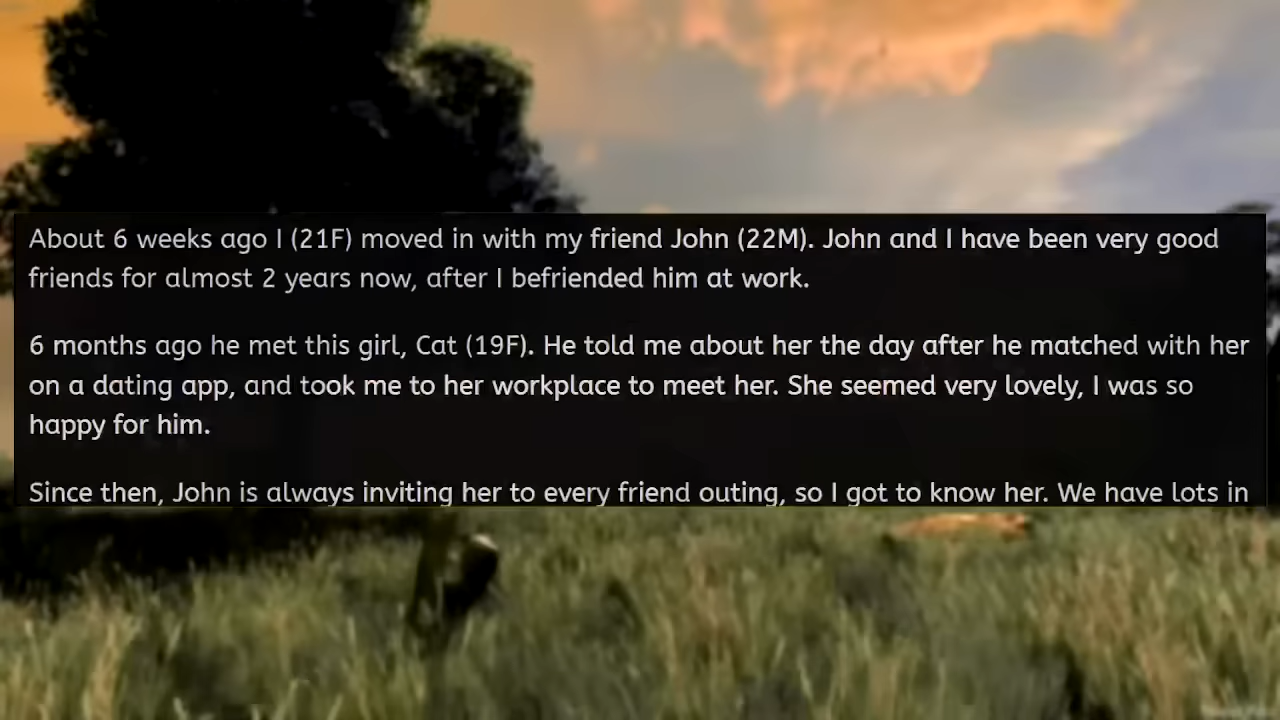 About 6 weeks ago I (21F) moved in with my friend John (22M). John and I have been very good
friends for almost 2 years now, after I befriended him at work.
6 months ago he met this girl, Cat (19F). He told me about her the day after he matched with her
on a dating app, and took me to her workplace to meet her. She seemed very lovely, I was so
happy for him.
Since then, John is always inviting her to every friend outing, so I got to know her. We have lots in